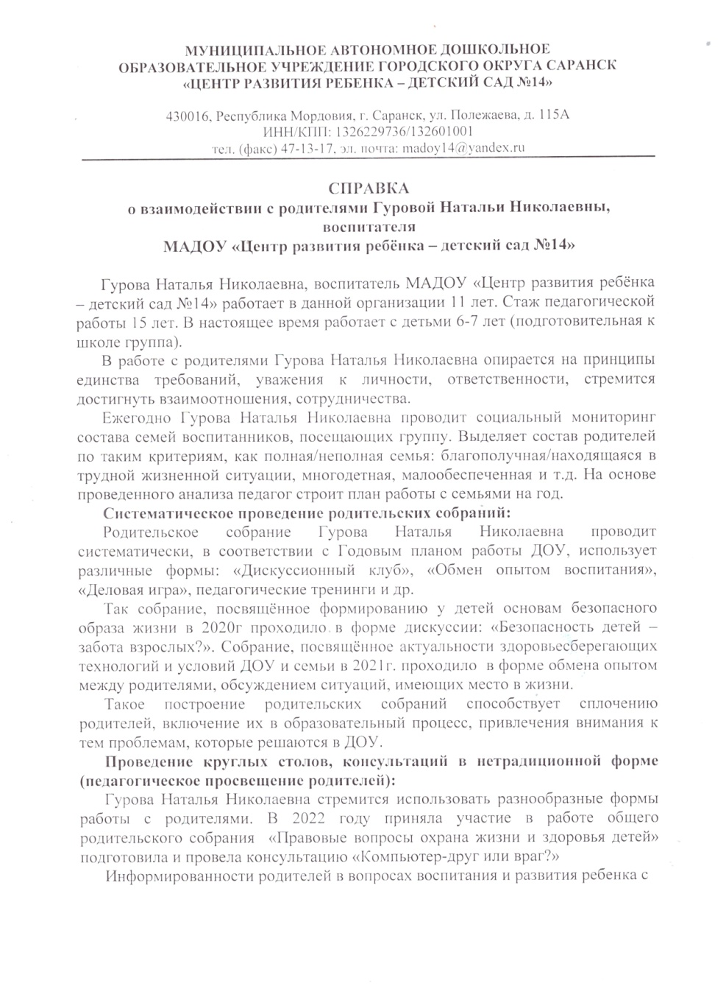 МУНИЦИПАЛЬНОЕ АВТОНОМНОЕ ДОШКОЛЬНОЕ
ОБРАЗОВАТЕЛЬНОЕ УЧРЕЖДЕНИЕ ГОРОДСКОГО ОКРУГА САРАНСК
«ЦЕНТР РАЗВИТИЯ РЕБЕНКА – ДЕТСКИЙ САД №14»
430016, Республика Мордовия, г. Саранск, ул. Полежаева, д. 115А
ИНН/КПП: 1326229736/132601001
тел. (факс) 47-13-17, эл. почта: madoy14@yandex.ru
СПРАВКА
о взаимодействии с родителями Гуровой Натальи Николаевны,
воспитателя
МАДОУ «Центр развития ребёнка – детский сад №14»
Гурова Наталья Николаевна, воспитатель МАДОУ «Центр развития ребёнка
– детский сад №14» работает в данной организации 11 лет. Стаж педагогической
работы 15 лет. В настоящее время работает с детьми 6-7 лет (подготовительная к
школе группа).
В работе с родителями Гурова Наталья Николаевна опирается на принципы
единства требований, уважения к личности, ответственности, стремится
достигнуть взаимоотношения, сотрудничества.
Ежегодно Гурова Наталья Николаевна проводит социальный мониторинг
состава семей воспитанников, посещающих группу. Выделяет состав родителей
по таким критериям, как полная/неполная семья: благополучная/находящаяся в
трудной жизненной ситуации, многодетная, малообеспеченная и т.д. На основе
проведенного анализа педагог строит план работы с семьями на год.
Систематическое проведение родительских собраний:
Родительское собрание Гурова Наталья Николаевна проводит
систематически, в соответствии с Годовым планом работы ДОУ, использует
различные формы: «Дискуссионный клуб», «Обмен опытом воспитания»,
«Деловая игра», педагогические тренинги и др.
Так собрание, посвящённое формированию у детей основам безопасного
образа жизни в 2020г проходило в форме дискуссии: «Безопасность детей –
забота взрослых?». Собрание, посвящённое актуальности здоровьесберегающих
технологий и условий ДОУ и семьи в 2021г. проходило в форме обмена опытом
между родителями, обсуждением ситуаций, имеющих место в жизни.
Такое построение родительских собраний способствует сплочению
родителей, включение их в образовательный процесс, привлечения внимания к
тем проблемам, которые решаются в ДОУ.
Проведение круглых столов, консультаций в нетрадиционной форме
(педагогическое просвещение родителей):
Гурова Наталья Николаевна стремится использовать разнообразные формы
работы с родителями. В 2022 году приняла участие в работе общего
родительского собрания «Правовые вопросы охрана жизни и здоровья детей»
подготовила и провела консультацию «Компьютер-друг или враг?»
Информированности родителей в вопросах воспитания и развития ребенка с